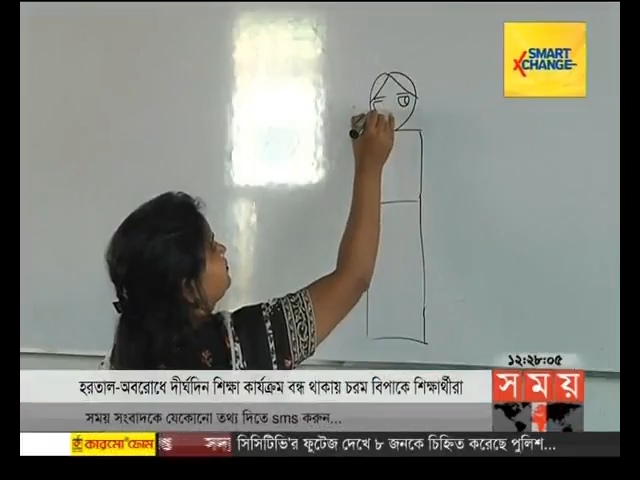 SMART
XCHANGE
১২:২৮:০৫
হরতাল-অবরোধে দীর্ঘদিন শিক্ষা কার্যক্রম বন্ধ থাকায় চরম বিপাকে শিক্ষার্থীরা
সময়
সময় সংবাদকে যেকোনো তথ্য দিতে sms করুন...
কারমো ফোম
সিসিটিভি'র ফুটেজ দেখে ৮ জনকে চিহ্নিত করেছে পুলিশ...